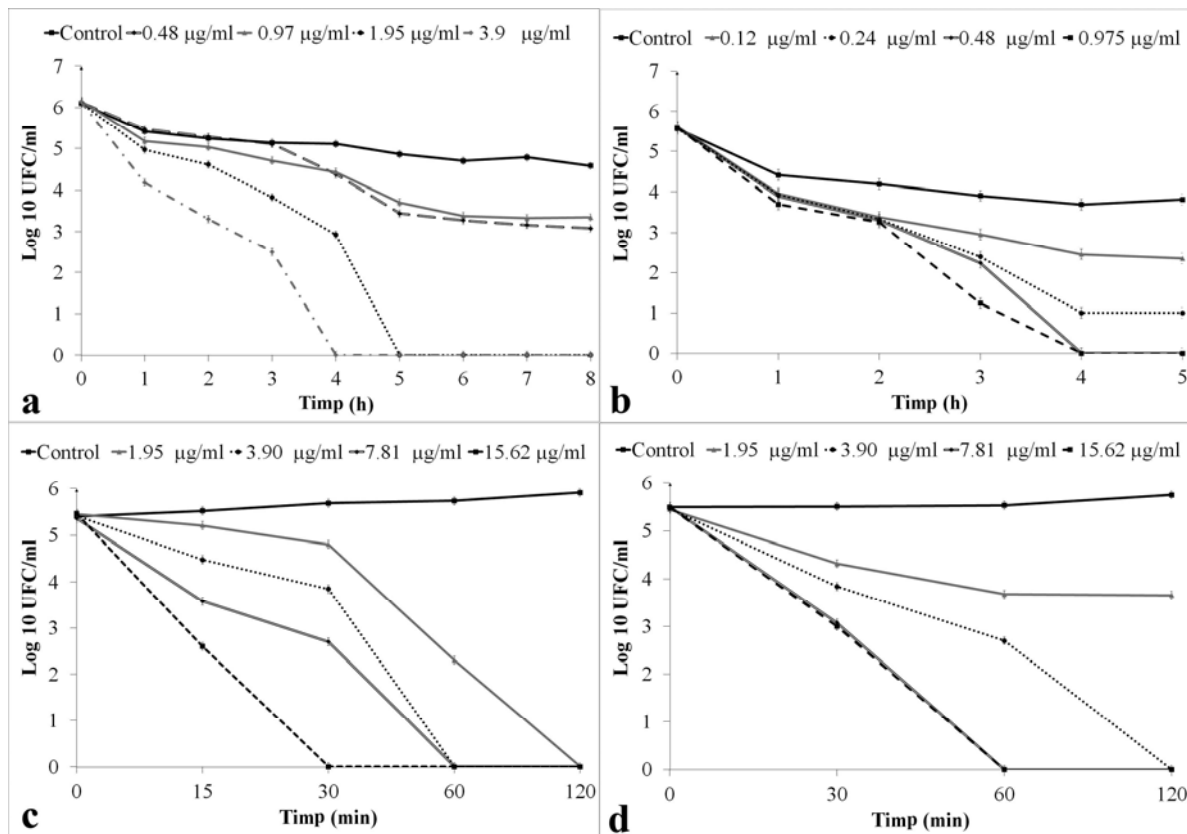 Control 0.48 µg/ml 0.97 µg/ml 1.95 µg/ml 3.9 µg/ml
7
6
5
4
3
2
1
0
Log 10 UFC/ml
0 1 2 3 4 5 6 7 8
Timp (h)
a
Control 0.12 µg/ml 0.24 µg/ml 0.48 µg/ml 0.975 µg/ml
7
6
5
4
3
2
1
0
Log 10 UFC/ml
0 1 2 3 4 5
Timp (h)
b
Control 1.95 µg/ml 3.90 µg/ml 7.81 µg/ml 15.62 µg/ml
6
5
4
3
2
1
0
Log 10 UFC/ml
0 15 30 60 120
Timp (min)
c
Control 1.95 µg/ml 3.90 µg/ml 7.81 µg/ml 15.62 µg/ml
6
5
4
3
2
1
0
Log 10 UFC/ml
0 30 60 120
Timp (min)
d